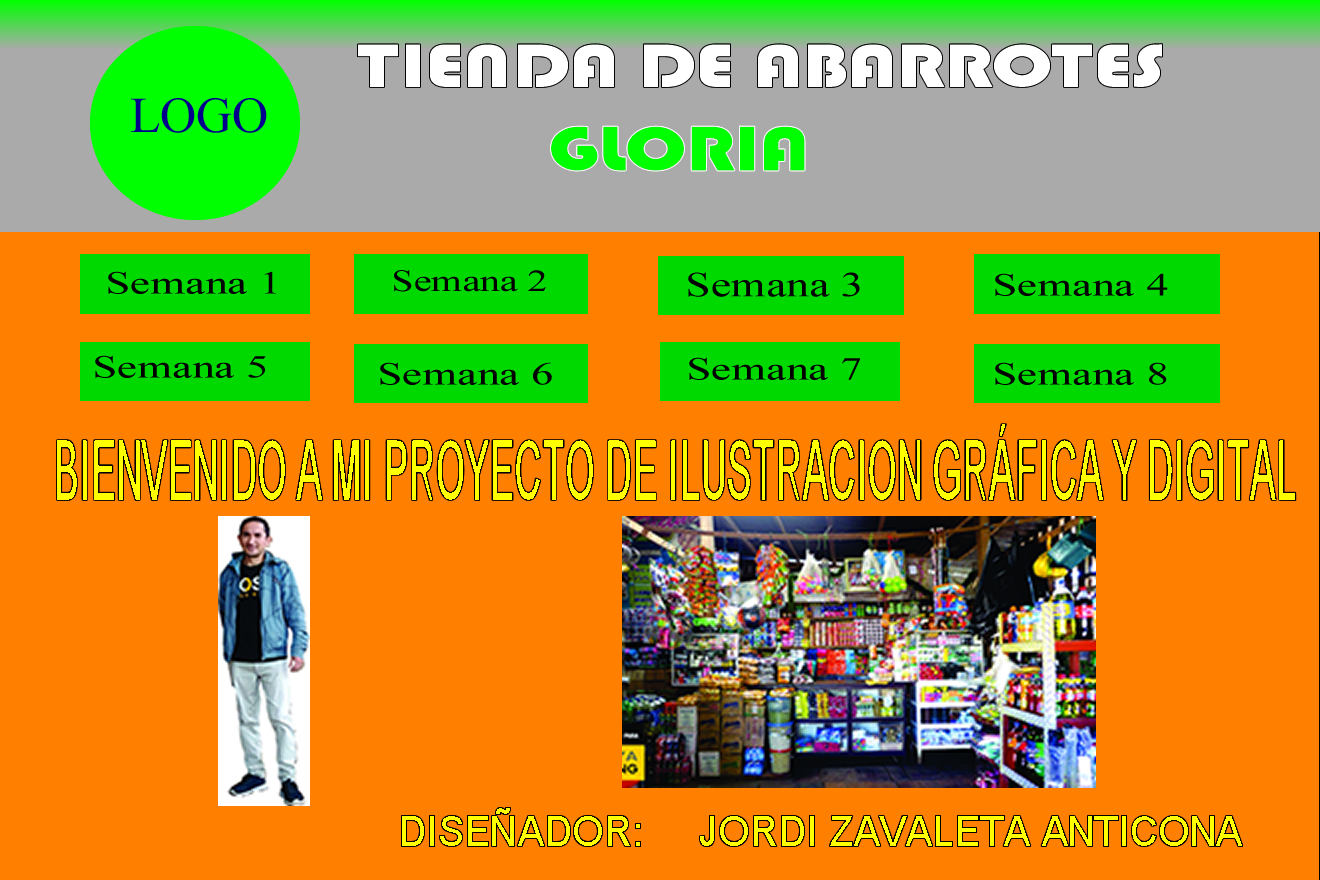 LOGO
TIENDA DE ABARROTES
GLORIA
Semana 1
Semana 2
Semana 3
Semana 4
Semana 5
Semana 6
Semana 7
Semana 8
BIENVENIDO A MI PROYECTO DE ILUSTRACION GRÁFICA Y DIGITAL
OS
DISEÑADOR: JORDI ZAVALETA ANTICONA